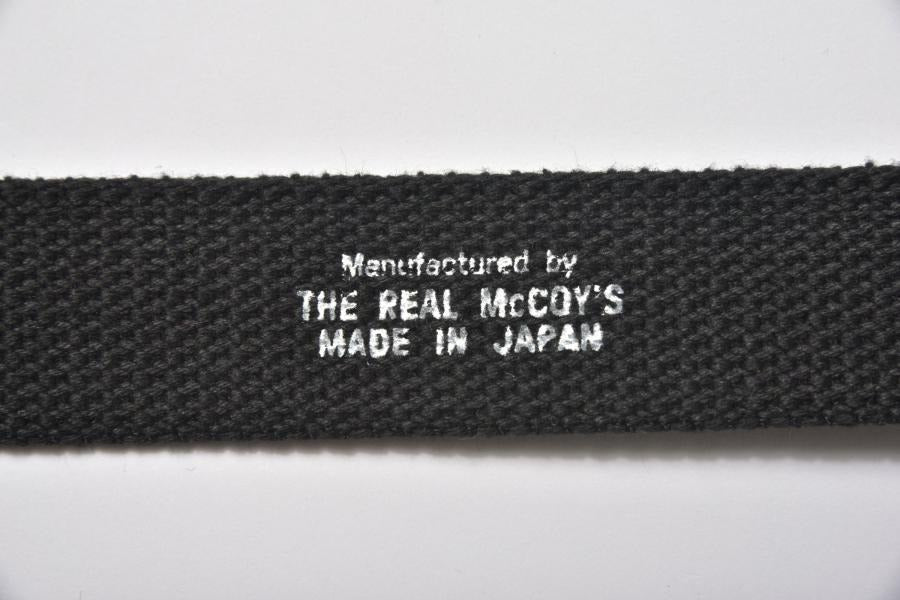 Manufactured by
THE REAL McCOY'S
MADE IN JAPAN